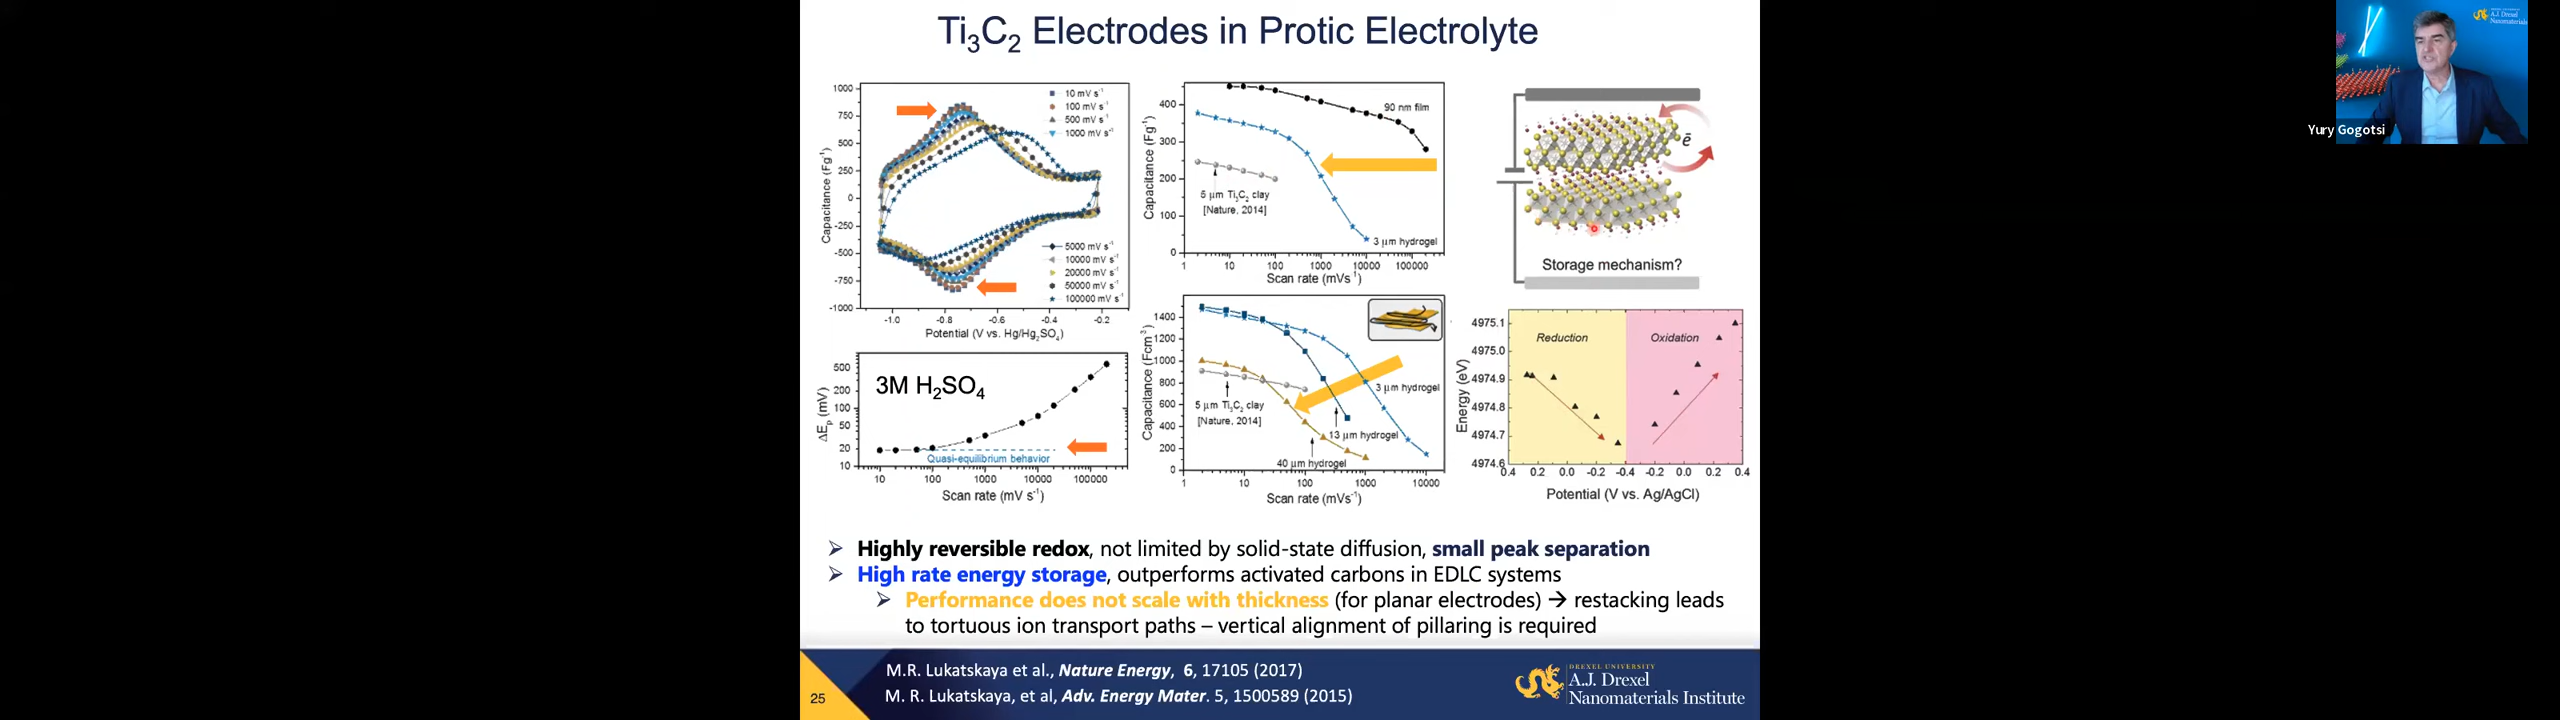 Ti₃C₂ Electrodes in Protic Electrolyte
1000
750
500
250
0
-250
-500
-750
-1000
Capacitance (Fg⁻¹)
10 mV s⁻¹
100 mV s⁻¹
500 mV s⁻¹
1000 mV s⁻¹
5000 mV s⁻¹
10000 mV s⁻¹
20000 mV s⁻¹
50000 mV s⁻¹
100000 mV s⁻¹
-1.0 -0.8 -0.6 -0.4 -0.2
Potential (V vs. Hg/Hg₂SO₄)
400
300
200
100
0
Capacitance (Fg⁻¹)
90 nm film
5 μm Ti₃C₂ clay
[Nature, 2014]
3 μm hydrogel
1 10 100 1000 10000 100000
Scan rate (mVs⁻¹)
ē
Storage mechanism?
500
200
100
50
20
10
ΔEₚ (mV)
3M H₂SO₄
Quasi-equilibrium behavior
10 100 1000 10000 100000
Scan rate (mV s⁻¹)
1400
1200
1000
800
600
400
200
0
Capacitance (Fcm⁻³)
3 μm hydrogel
5 μm Ti₃C₂ clay
[Nature, 2014]
13 μm hydrogel
40 μm hydrogel
1 10 100 1000 10000
Scan rate (mVs⁻¹)
4975.1
4975.0
4974.9
4974.8
4974.7
4974.6
Energy (eV)
Reduction
Oxidation
0.4 0.2 0.0 -0.2 -0.4 -0.2 0.0 0.2 0.4
Potential (V vs. Ag/AgCl)
➢ Highly reversible redox, not limited by solid-state diffusion, small peak separation
➢ High rate energy storage, outperforms activated carbons in EDLC systems
➢ Performance does not scale with thickness (for planar electrodes) → restacking leads
to tortuous ion transport paths – vertical alignment of pillaring is required
M.R. Lukatskaya et al., Nature Energy, 6, 17105 (2017)
M. R. Lukatskaya, et al, Adv. Energy Mater. 5, 1500589 (2015)
25
DREXEL UNIVERSITY
A.J. Drexel
Nanomaterials Institute
Yury Gogotsi
A.J. Drexel
Nanomaterials